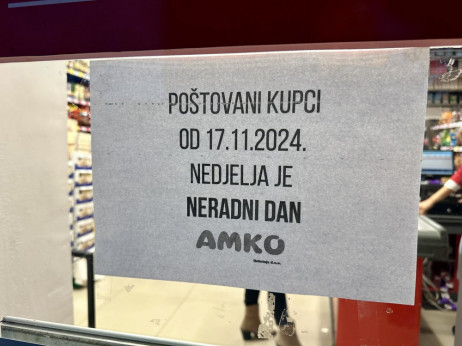 POŠTOVANI KUPCI
OD 17.11.2024.
NEDJELJA JE
NERADNI DAN
AMKO